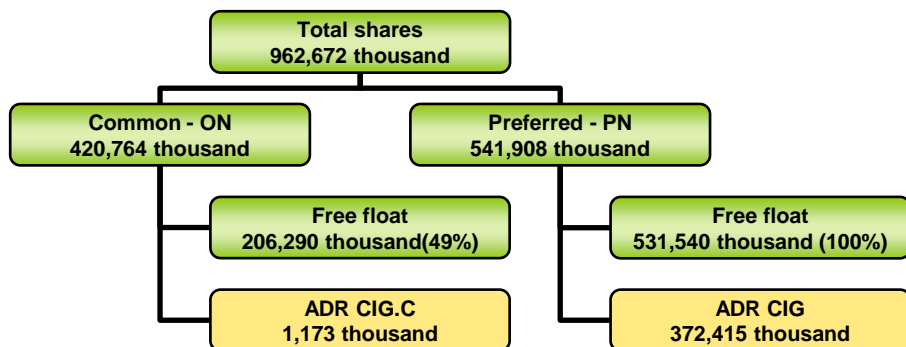 Total shares
962,672 thousand
Common - ON
420,764 thousand
Preferred - PN
541,908 thousand
Free float
206,290 thousand(49%)
Free float
531,540 thousand (100%)
ADR CIG.C
1,173 thousand
ADR CIG
372,415 thousand